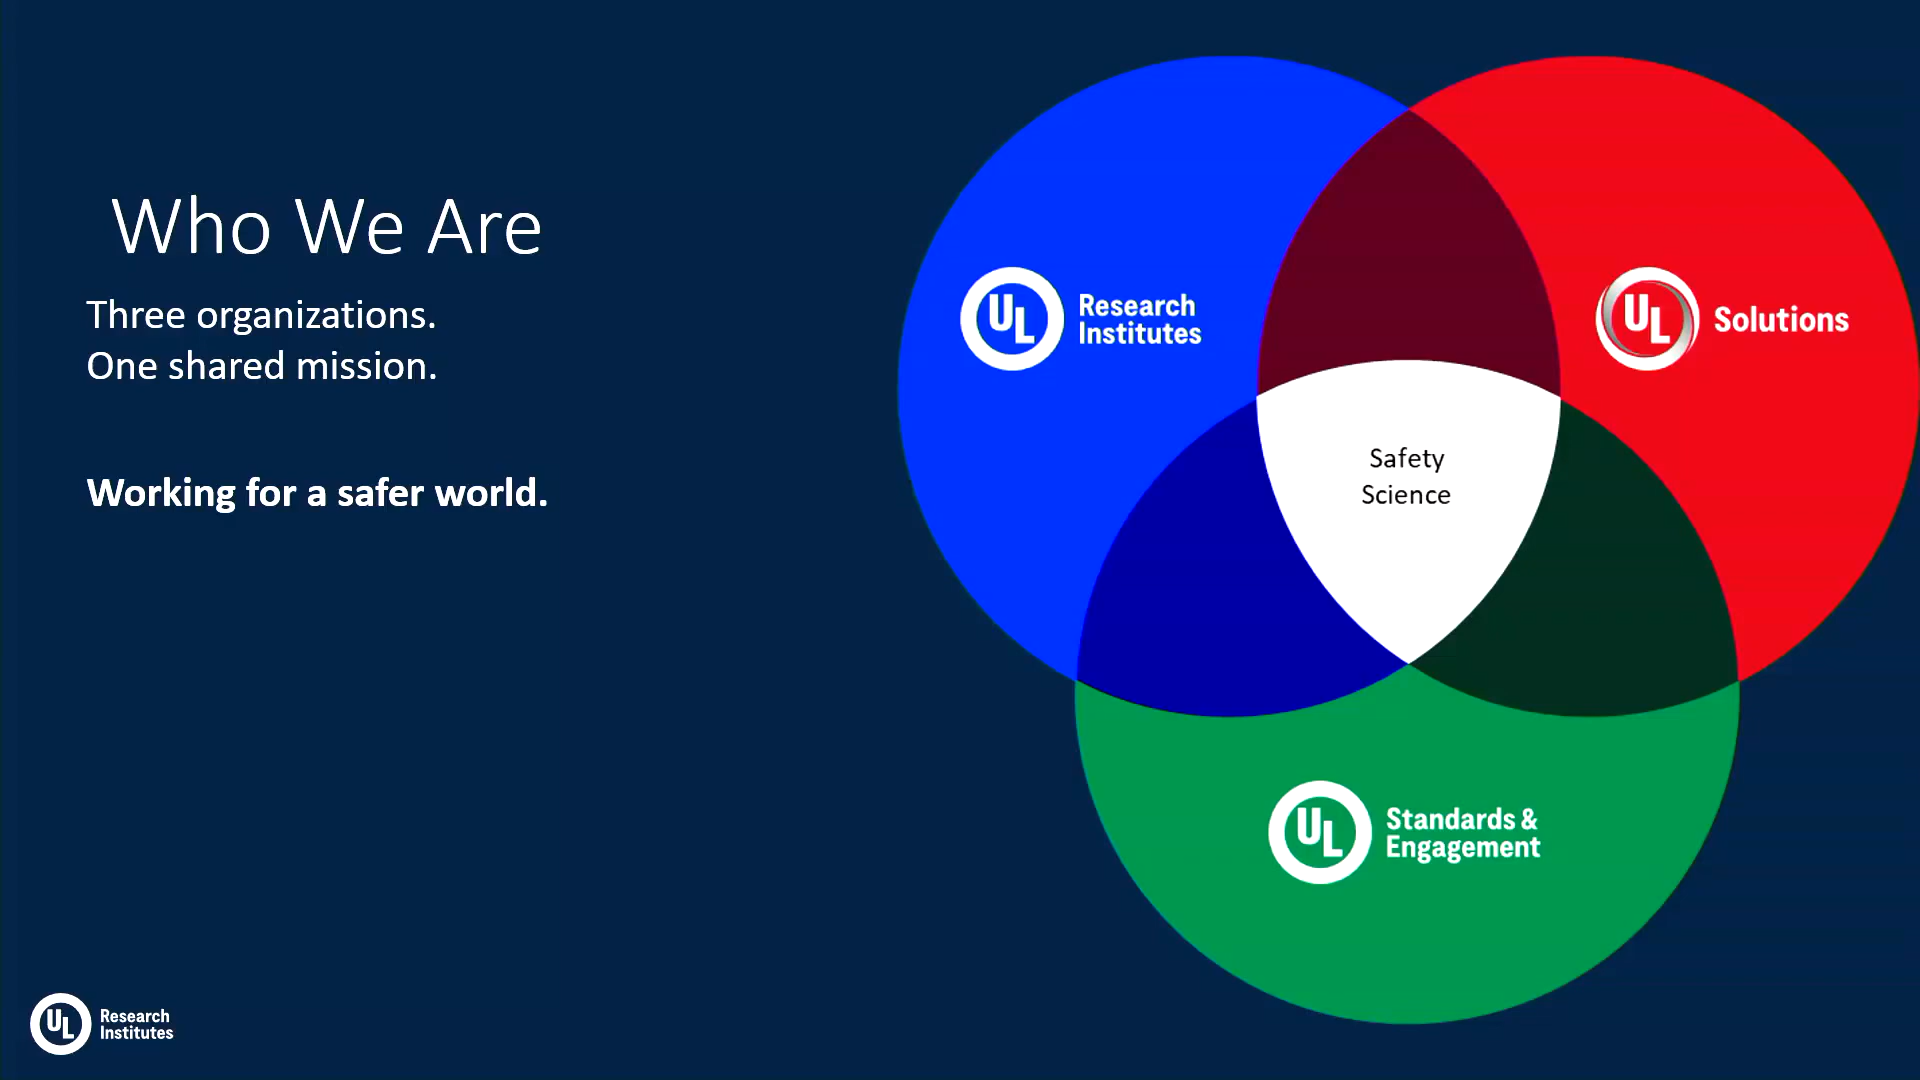 Who We Are
Three organizations.
One shared mission.
Working for a safer world.
UL Research
Institutes
UL Solutions
Safety
Science
UL Standards &
Engagement
UL Research
Institutes